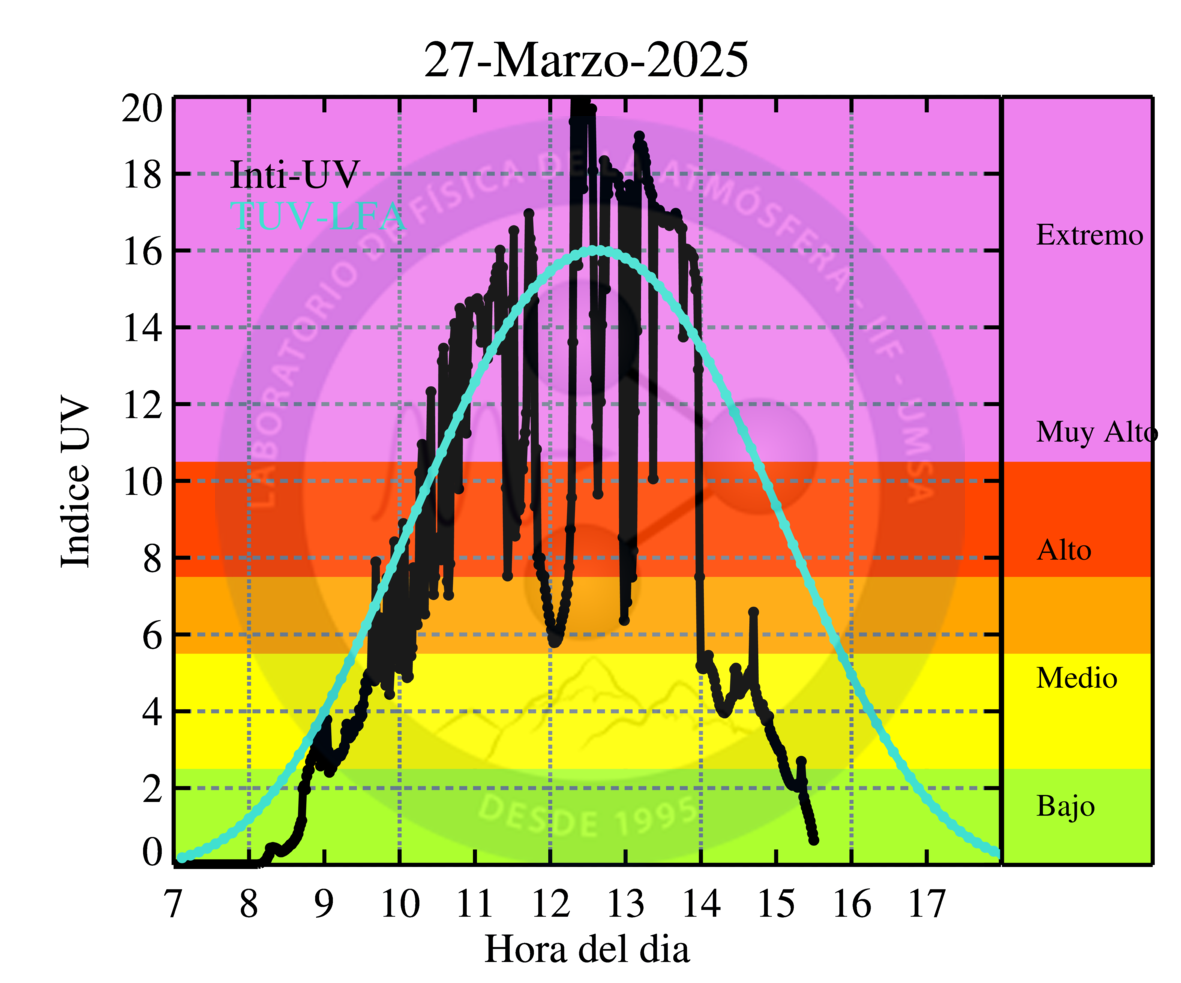 27-Marzo-2025
20
18
16
14
12
10
8
6
4
2
0
Indice UV
Inti-UV
TUV-LFA
LABORATORIO DE FÍSICA DE LA ATMÓSFERA - IIF - UMSA
DESDE 1995
Extremo
Muy Alto
Alto
Medio
Bajo
7 8 9 10 11 12 13 14 15 16 17
Hora del dia